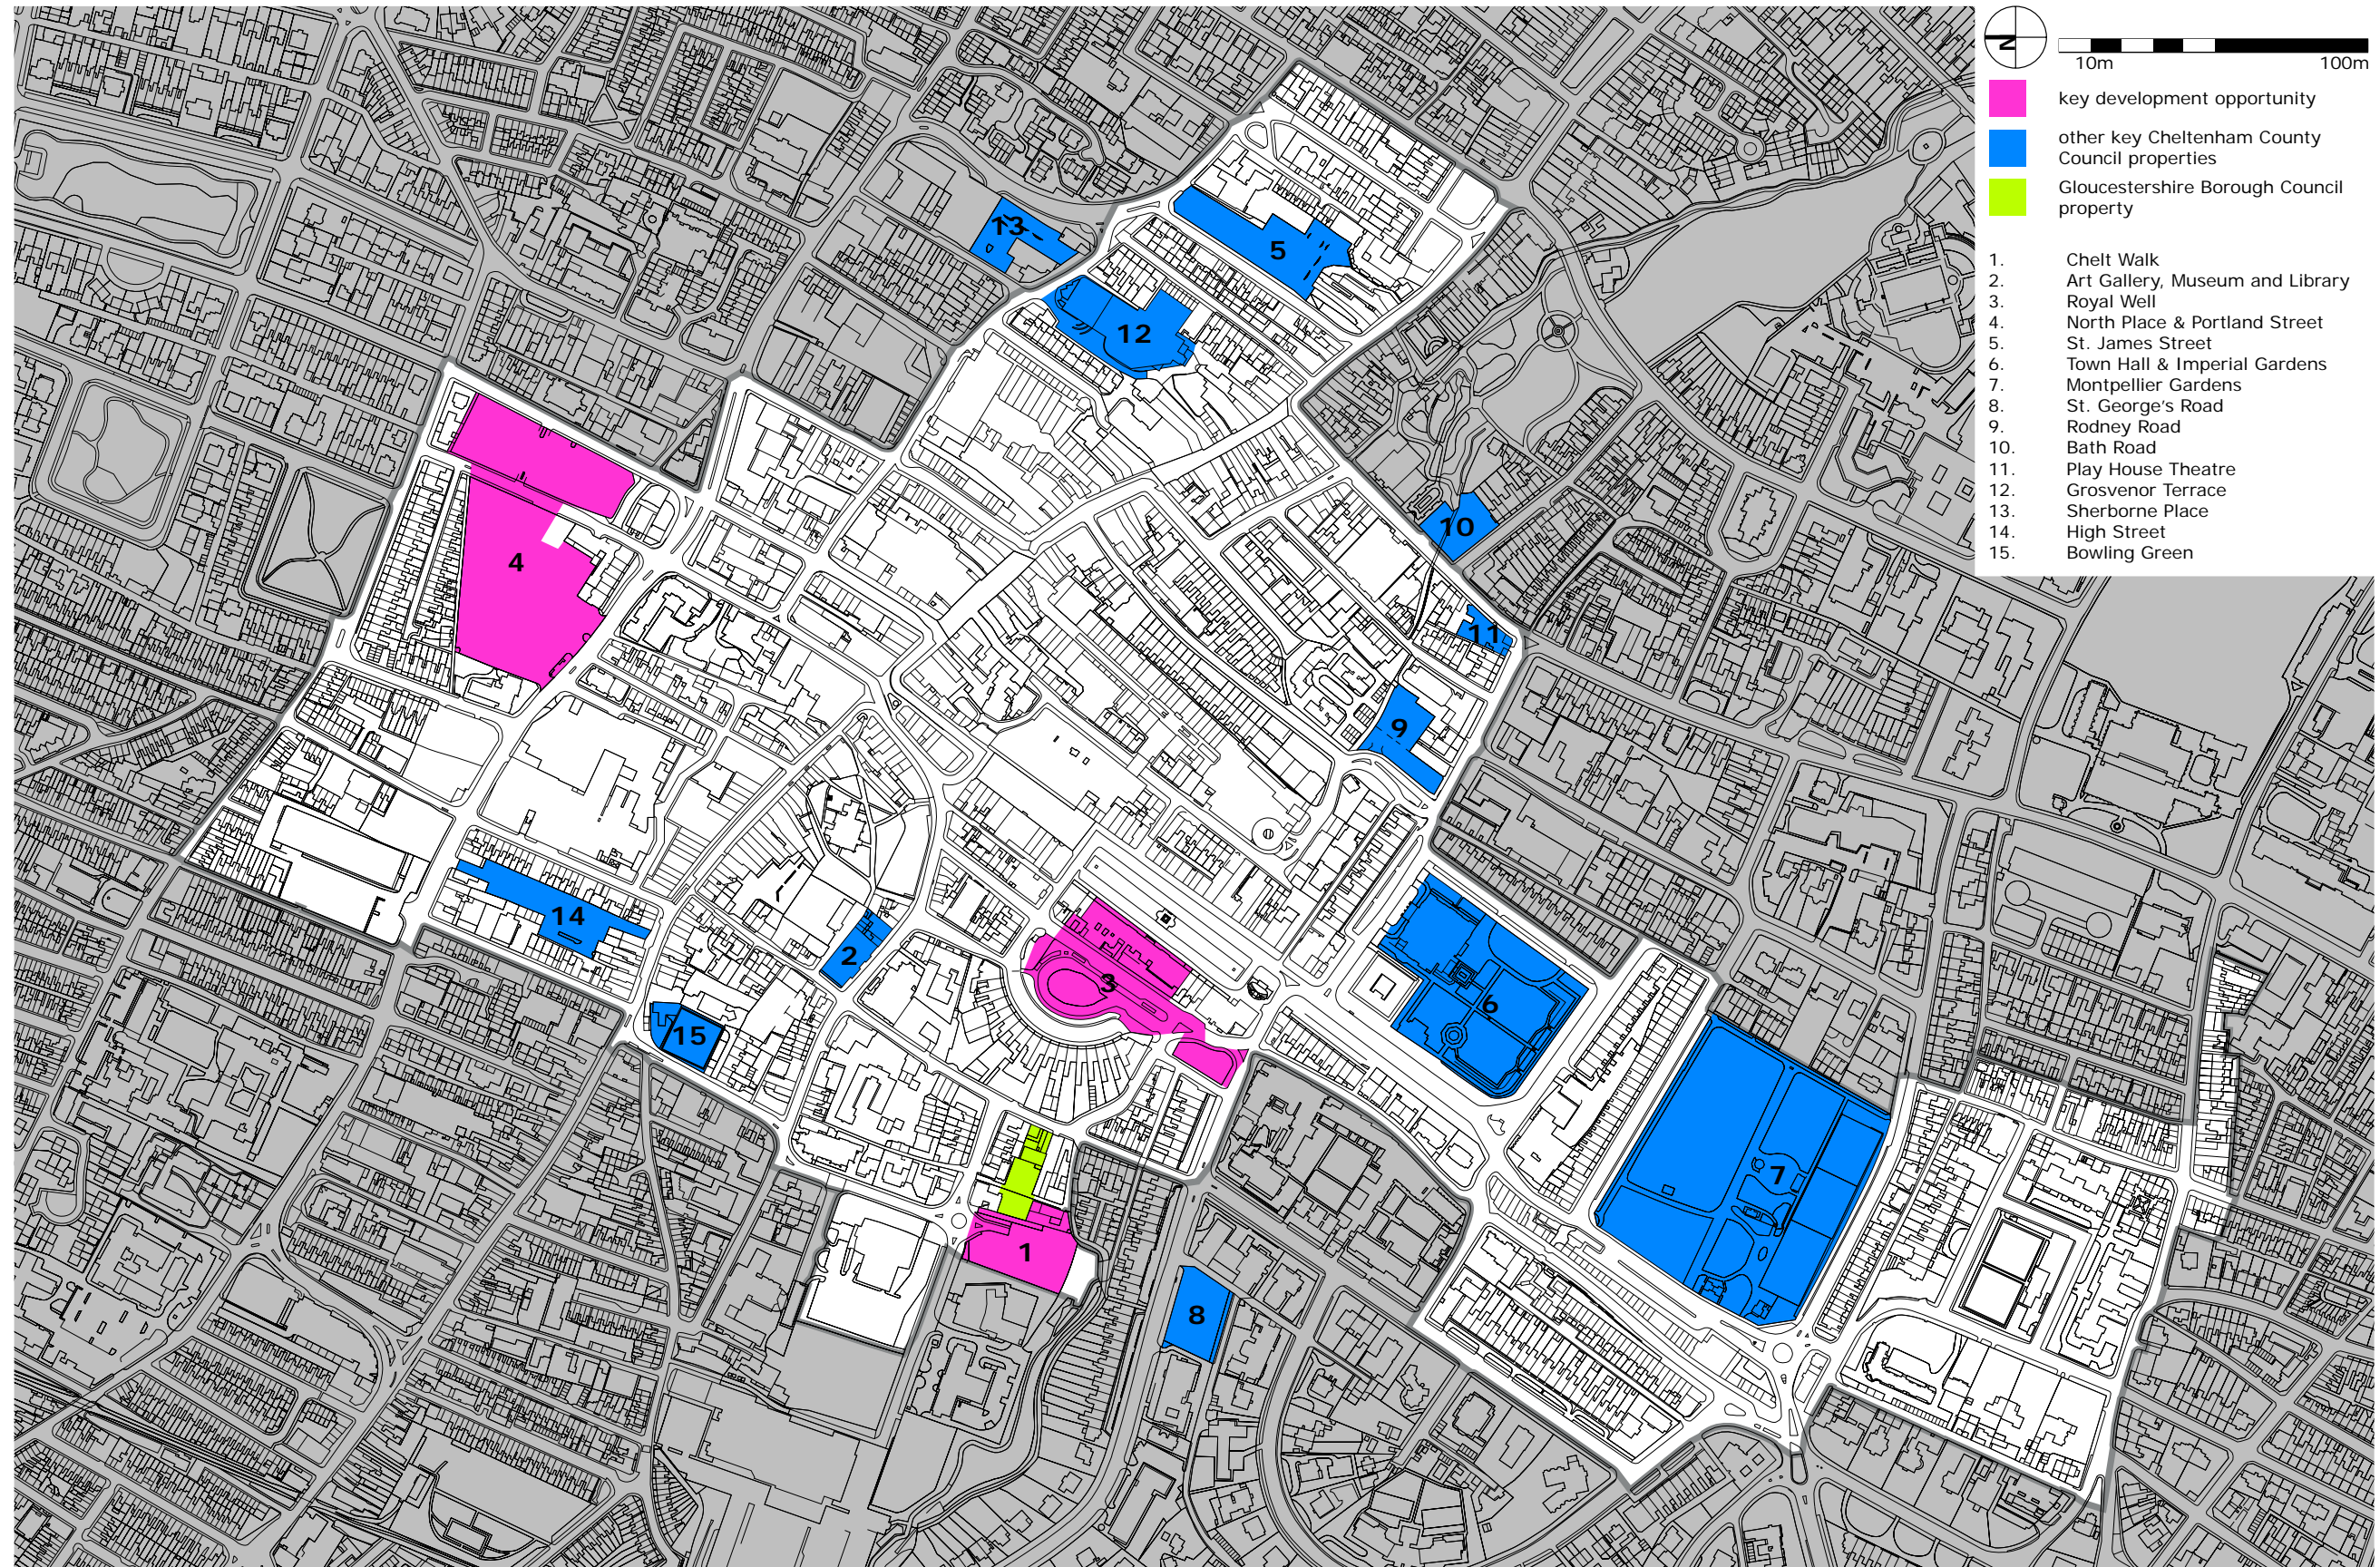 N
10m 100m
key development opportunity
other key Cheltenham County
Council properties
Gloucestershire Borough Council
property
1. Chelt Walk
2. Art Gallery, Museum and Library
3. Royal Well
4. North Place & Portland Street
5. St. James Street
6. Town Hall & Imperial Gardens
7. Montpellier Gardens
8. St. George's Road
9. Rodney Road
10. Bath Road
11. Play House Theatre
12. Grosvenor Terrace
13. Sherborne Place
14. High Street
15. Bowling Green
13
5
12
10
4
11
9
14
2
3
6
15
7
1
8